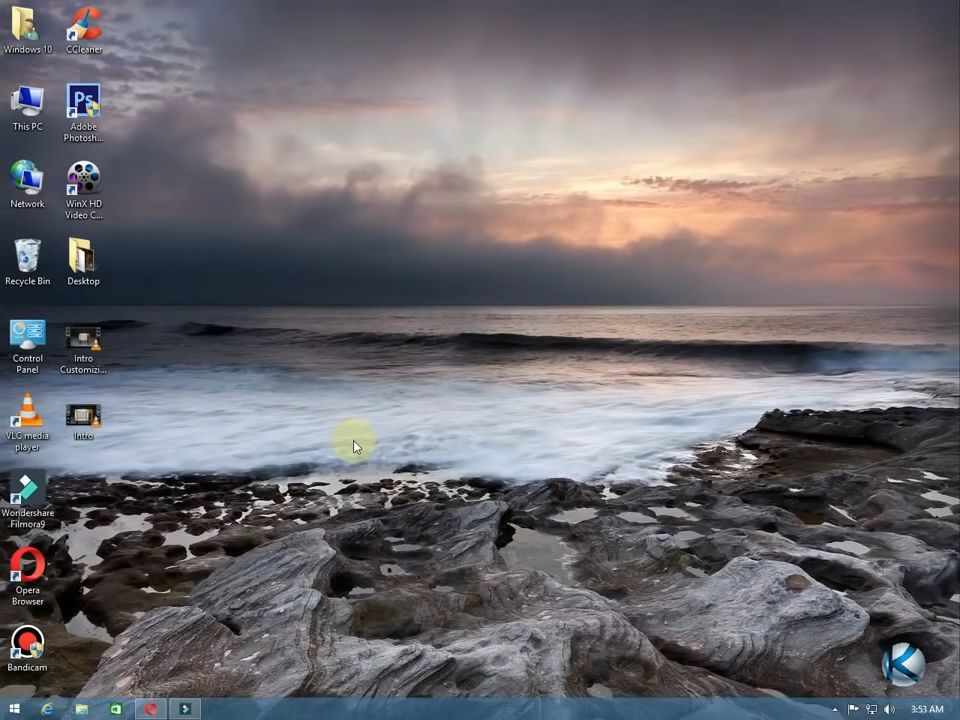 Windows 10
CCleaner
This PC
Adobe
Photosh...
Ps
Network
WinX HD
Video C...
Recycle Bin
Desktop
Control
Panel
Intro
Customizi...
VLC media
player
Intro
Wondershare
Filmora9
Opera
Browser
Bandicam
K
3:53 AM